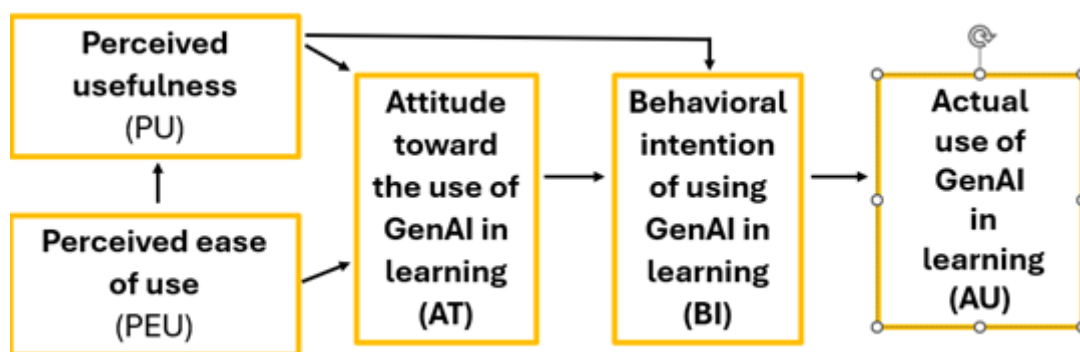 Perceived
usefulness
(PU)
Perceived ease
of use
(PEU)
Attitude
toward
the use of
GenAI in
learning
(AT)
Behavioral
intention
of using
GenAI in
learning
(BI)
Actual
use of
GenAI
in
learning
(AU)